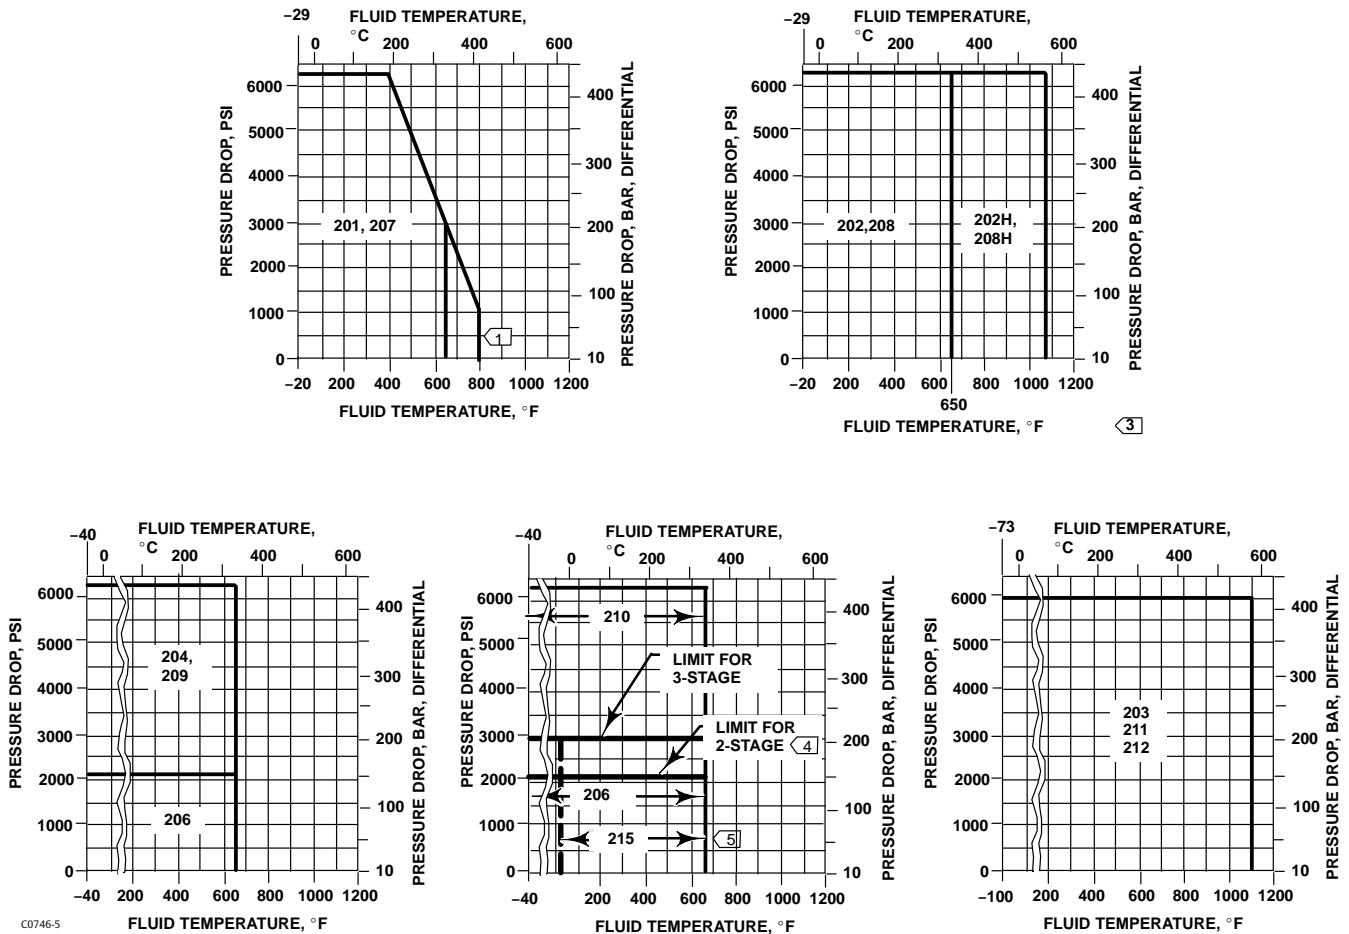 −29
FLUID TEMPERATURE,
°C
0 200 400 600
PRESSURE DROP, PSI
6000
5000
4000
3000
2000
1000
0
201, 207
1
400
300
200
100
10
PRESSURE DROP, BAR, DIFFERENTIAL
−20 200 400 600 800 1000 1200
FLUID TEMPERATURE, °F
−29
FLUID TEMPERATURE,
°C
0 200 400 600
PRESSURE DROP, PSI
6000
5000
4000
3000
2000
1000
0
202,208
202H,
208H
400
300
200
100
10
PRESSURE DROP, BAR, DIFFERENTIAL
−20 200 400 600 800 1000 1200
650
FLUID TEMPERATURE, °F
3
−40
FLUID TEMPERATURE,
°C
0 200 400 600
PRESSURE DROP, PSI
6000
5000
4000
3000
2000
1000
0
204,
209
206
400
300
200
100
10
PRESSURE DROP, BAR, DIFFERENTIAL
−40 200 400 600 800 1000 1200
FLUID TEMPERATURE, °F
−40
FLUID TEMPERATURE,
°C
0 200 400 600
PRESSURE DROP, PSI
6000
5000
4000
3000
2000
1000
0
210
LIMIT FOR
3-STAGE
LIMIT FOR
2-STAGE
4
206
215
5
400
300
200
100
10
PRESSURE DROP, BAR, DIFFERENTIAL
−40 200 400 600 800 1000 1200
FLUID TEMPERATURE, °F
−73
FLUID TEMPERATURE,
°C
0 200 400 600
PRESSURE DROP, PSI
6000
5000
4000
3000
2000
1000
0
203
211
212
400
300
200
100
10
PRESSURE DROP, BAR, DIFFERENTIAL
−100 200 400 600 800 1000 1200
FLUID TEMPERATURE, °F
C0746-5